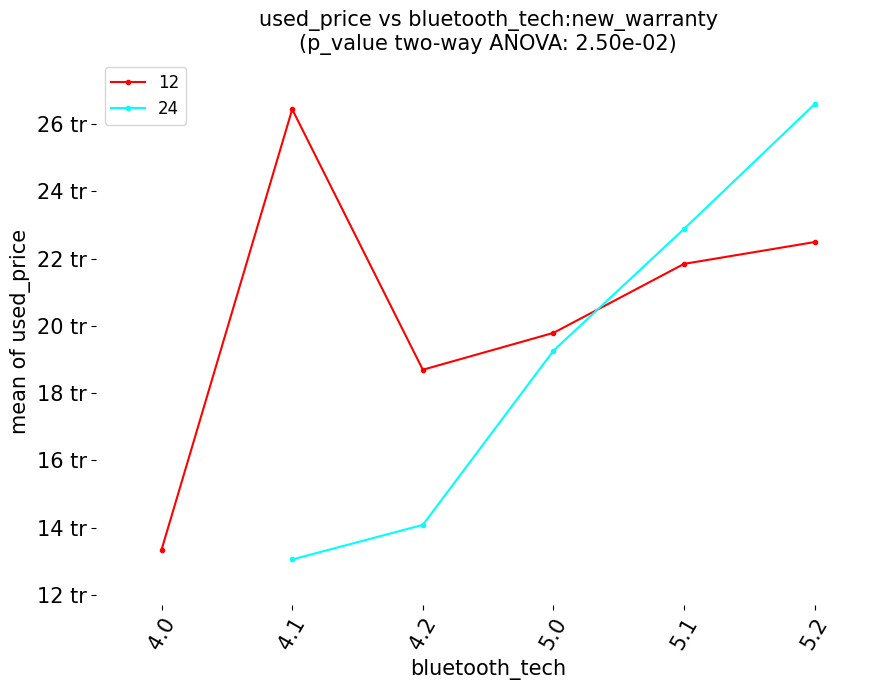 used_price vs bluetooth_tech:new_warranty
(p_value two-way ANOVA: 2.50e-02)
12
24
26 tr
24 tr
22 tr
20 tr
18 tr
16 tr
14 tr
12 tr
mean of used_price
4.0
4.1
4.2
5.0
5.1
5.2
bluetooth_tech